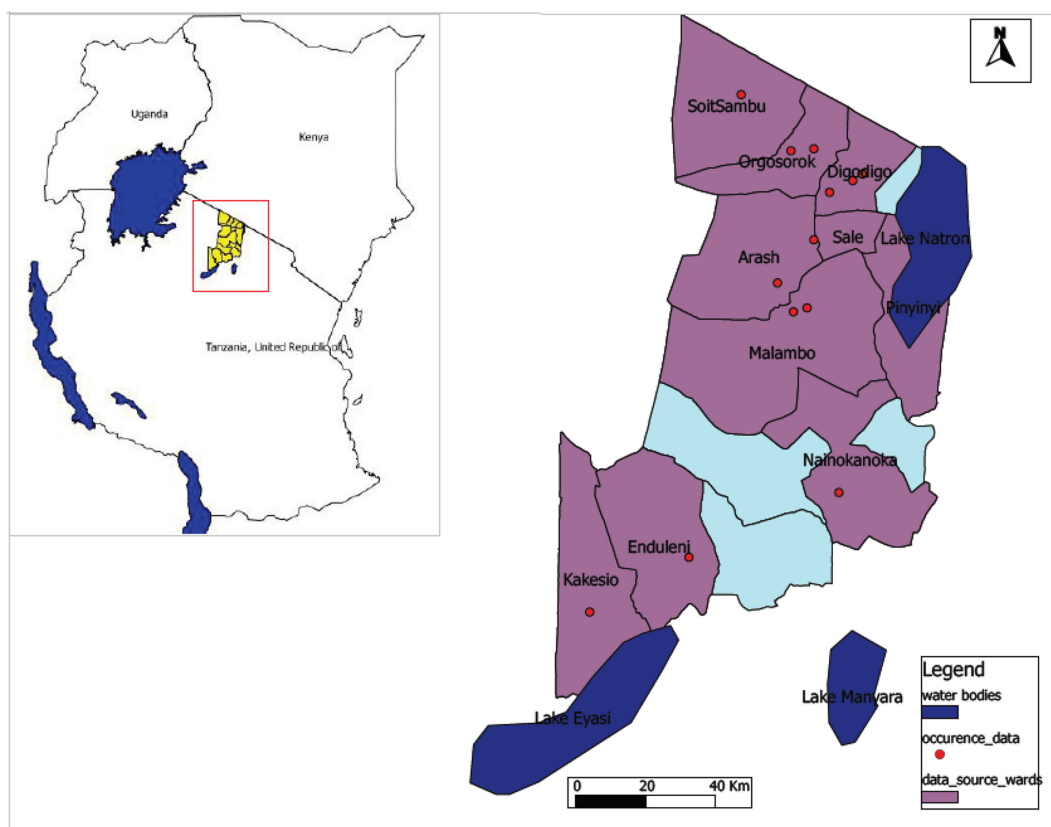 Uganda
Kenya
Tanzania, United Republic of
N
SoitSambu
Orgosorok
Digodigo
Lake Natron
Sale
Arash
Pinyinyi
Malambo
Nainokanoka
Enduleni
Kakesio
Lake Manyara
Lake Eyasi
Legend
water bodies
occurence_data
data_source_wards
0 20 40 Km